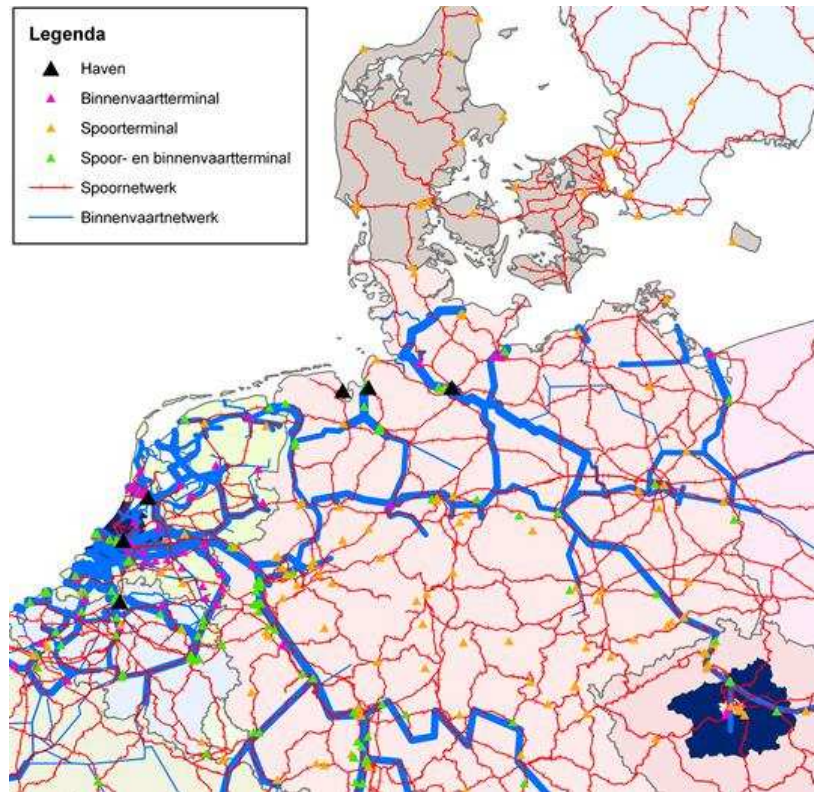 Legenda
Haven
Binnenvaartterminal
Spoorterminal
Spoor- en binnenvaartterminal
Spoornetwerk
Binnenvaartnetwerk